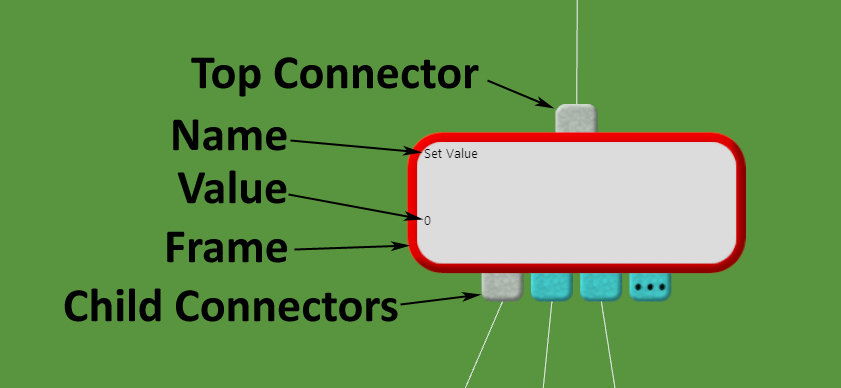 Top Connector
Name
Set Value
Value
0
Frame
Child Connectors